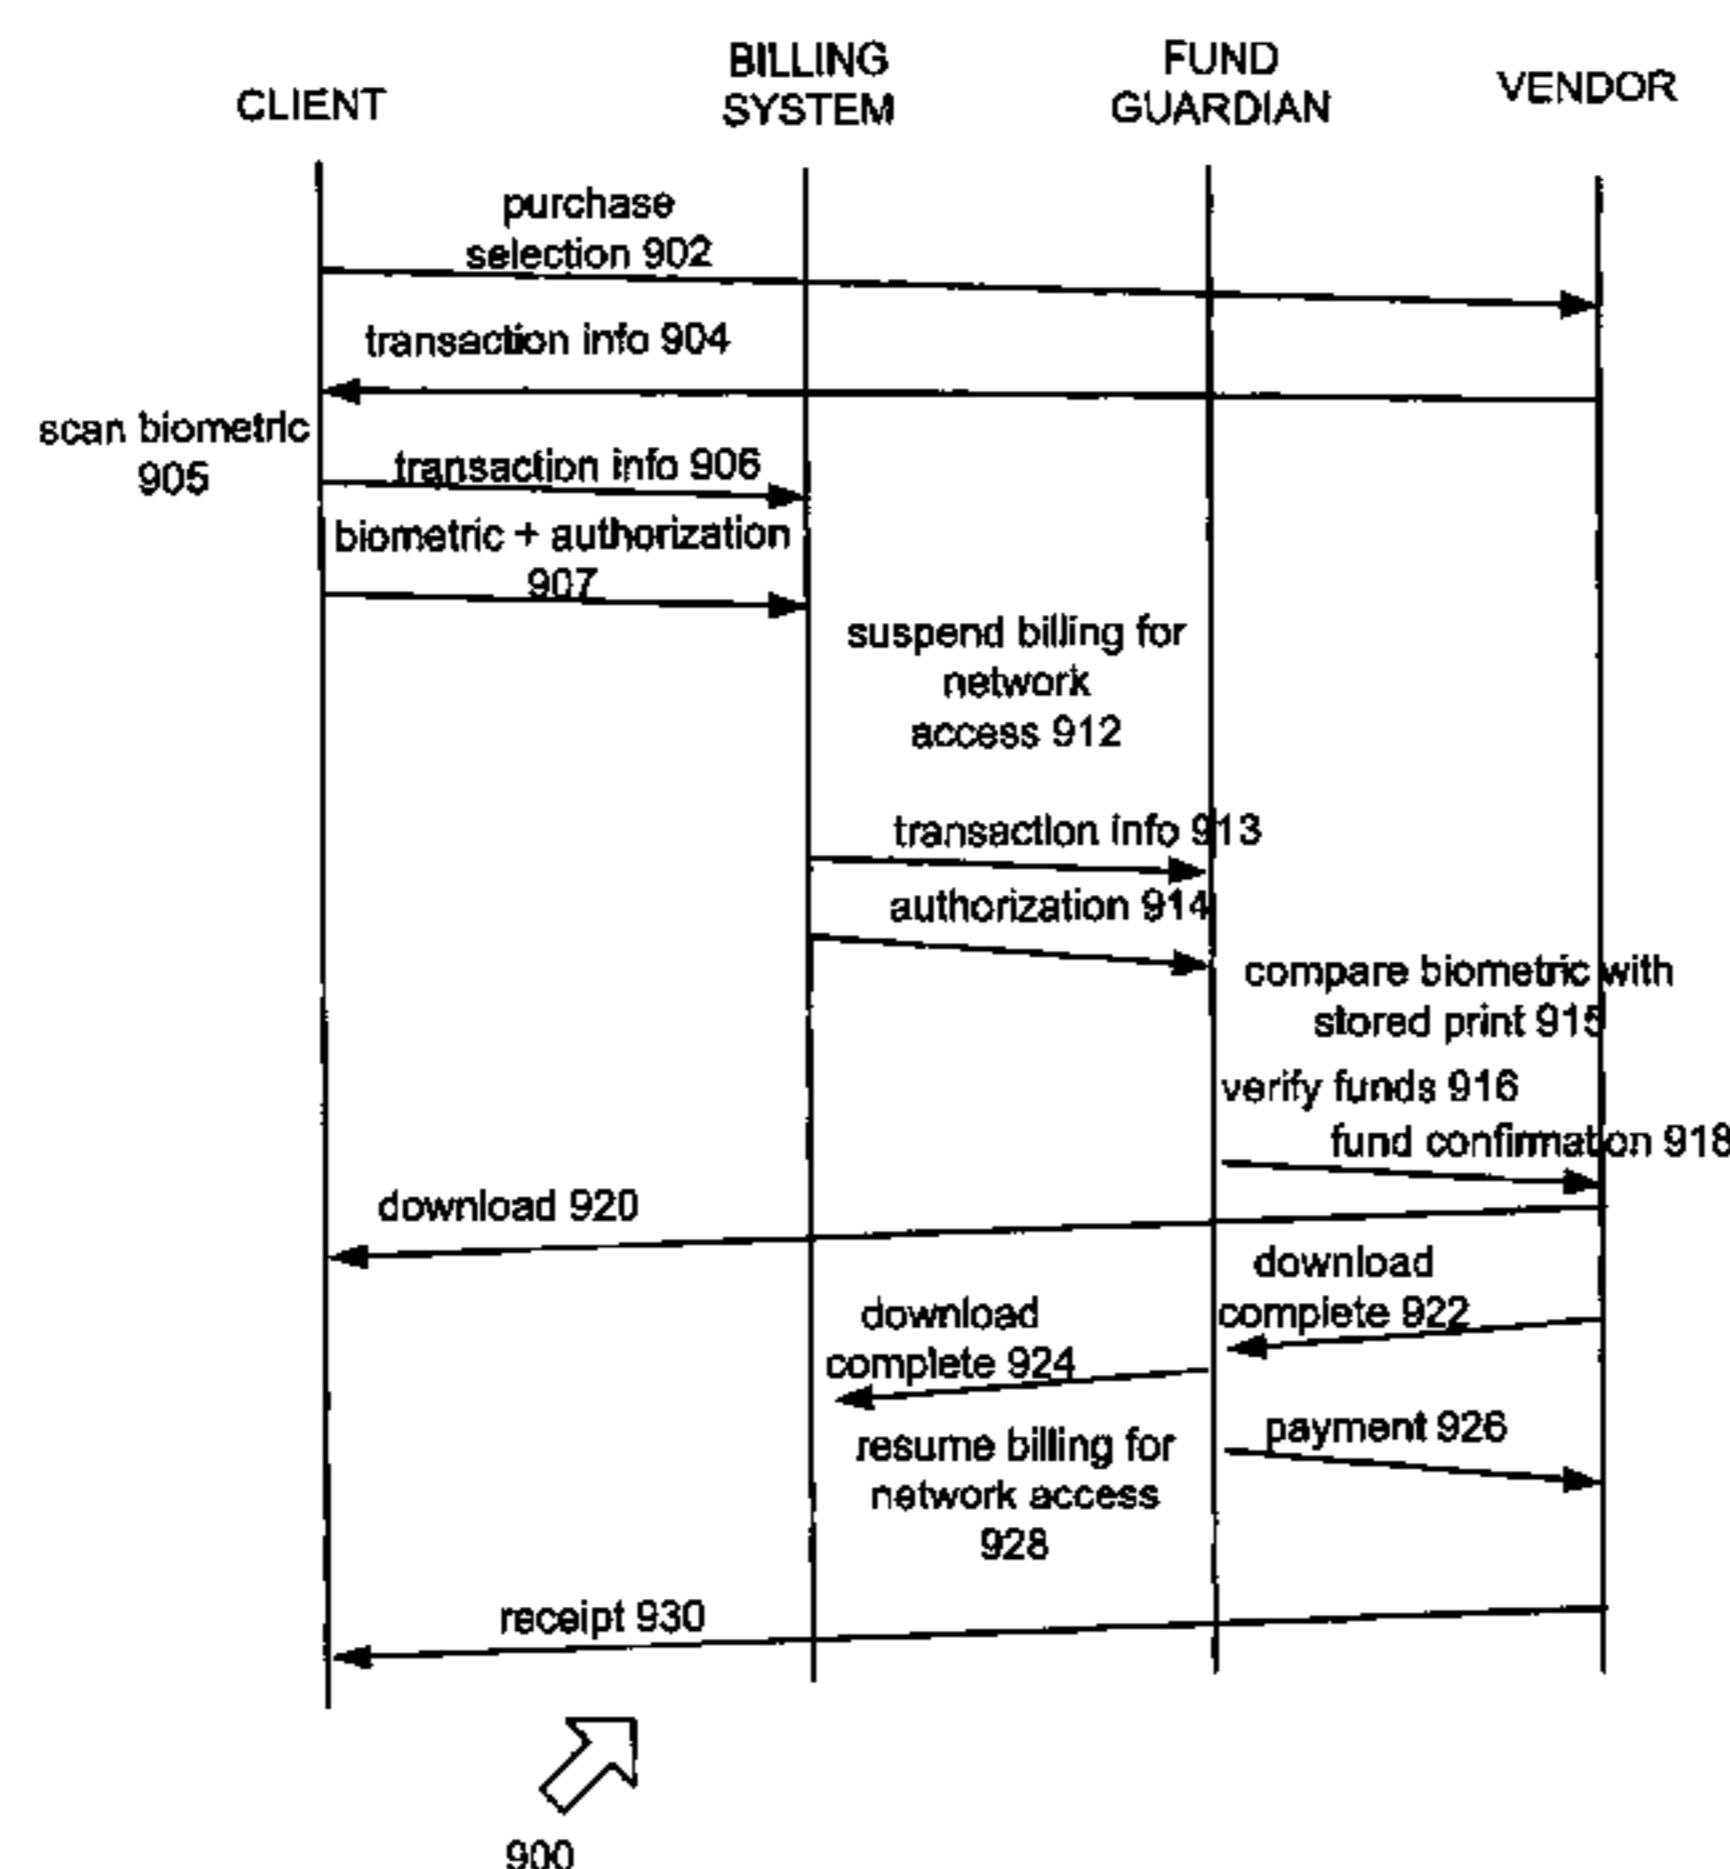 CLIENT
BILLING
SYSTEM
FUND
GUARDIAN
VENDOR
purchase
selection 902
transaction info 904
scan biometric
905
transaction info 906
biometric + authorization
907
suspend billing for
network
access 912
transaction info 913
authorization 914
compare biometric with
stored print 915
verify funds 916
fund confirmation 918
download 920
download
complete 922
download
complete 924
payment 926
resume billing for
network access
928
receipt 930
900